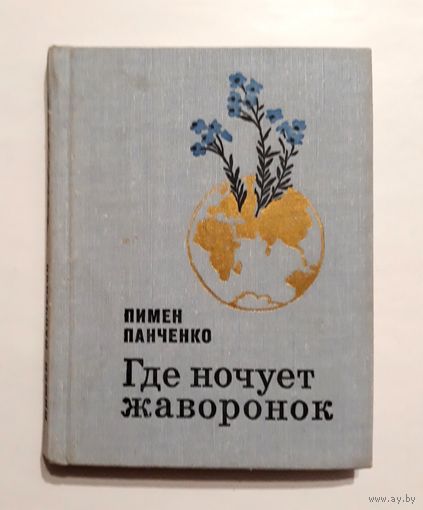 ПИМЕН
ПАНЧЕНКО
Где ночует
жаворонок
www.ay.by